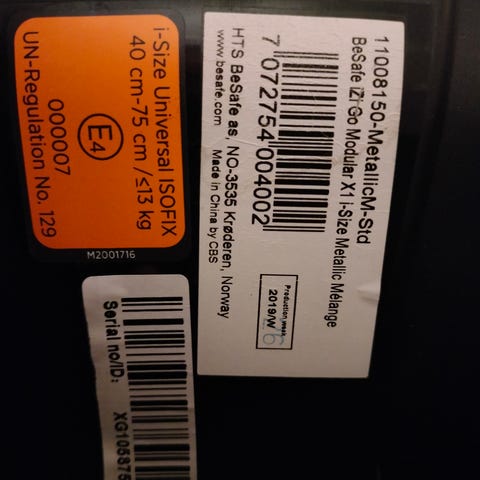 11008150-MetallicM-Std
BeSafe iZi Go Modular X1 i-Size Metallic Mélange
7 072754 004002
Production week
2019/W
HTS BeSafe as, NO-3535 Krøderen, Norway
www.besafe.com
Made in China by CBS
i-Size Universal ISOFIX
40 cm-75 cm /≤13 kg
E4
000007
UN-Regulation No. 129
M2001716
Serial no/ID:
XG105875